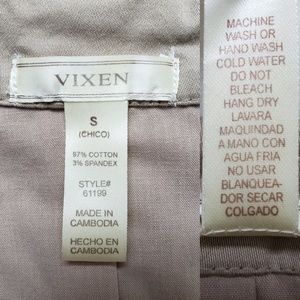 VIXEN
S
(CHICO)
97% COTTON
3% SPANDEX
STYLE#
61199
MADE IN
CAMBODIA
HECHO EN
CAMBODIA
MACHINE
WASH OR
HAND WASH
COLD WATER
DO NOT
BLEACH
HANG DRY
LAVARA
MAQUINDAD
A MANO CON
AGUA FRIA
NO USAR
BLANQUEA-
DOR SECAR
COLGADO